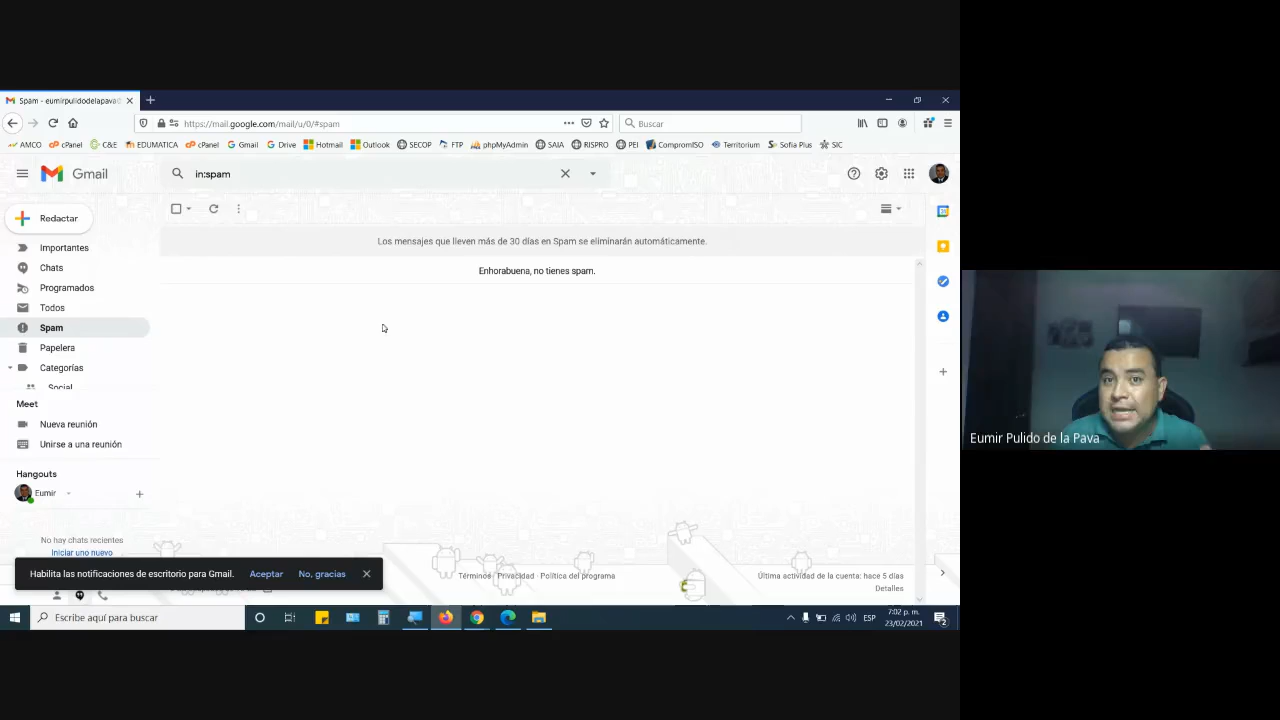 Spam - eumirpulidodelapava@
https://mail.google.com/mail/u/0/#spam
Buscar
AMCO
cPanel
C&E
EDUMATICA
cPanel
Gmail
Drive
Hotmail
Outlook
SECOP
FTP
phpMyAdmin
SAIA
RISPRO
PEI
CompromISO
Territorium
Sofia Plus
SIC
Gmail
in:spam
Redactar
Los mensajes que lleven más de 30 días en Spam se eliminarán automáticamente.
Enhorabuena, no tienes spam.
Importantes
Chats
Programados
Todos
Spam
Papelera
Categorías
Social
Meet
Nueva reunión
Unirse a una reunión
Hangouts
Eumir
No hay chats recientes
Iniciar uno nuevo
Habilita las notificaciones de escritorio para Gmail. Aceptar No, gracias
Términos · Privacidad · Política del programa
Última actividad de la cuenta: hace 5 días
Detalles
Escribe aquí para buscar
ESP
7:02 p. m.
23/02/2021
2
Eumir Pulido de la Pava